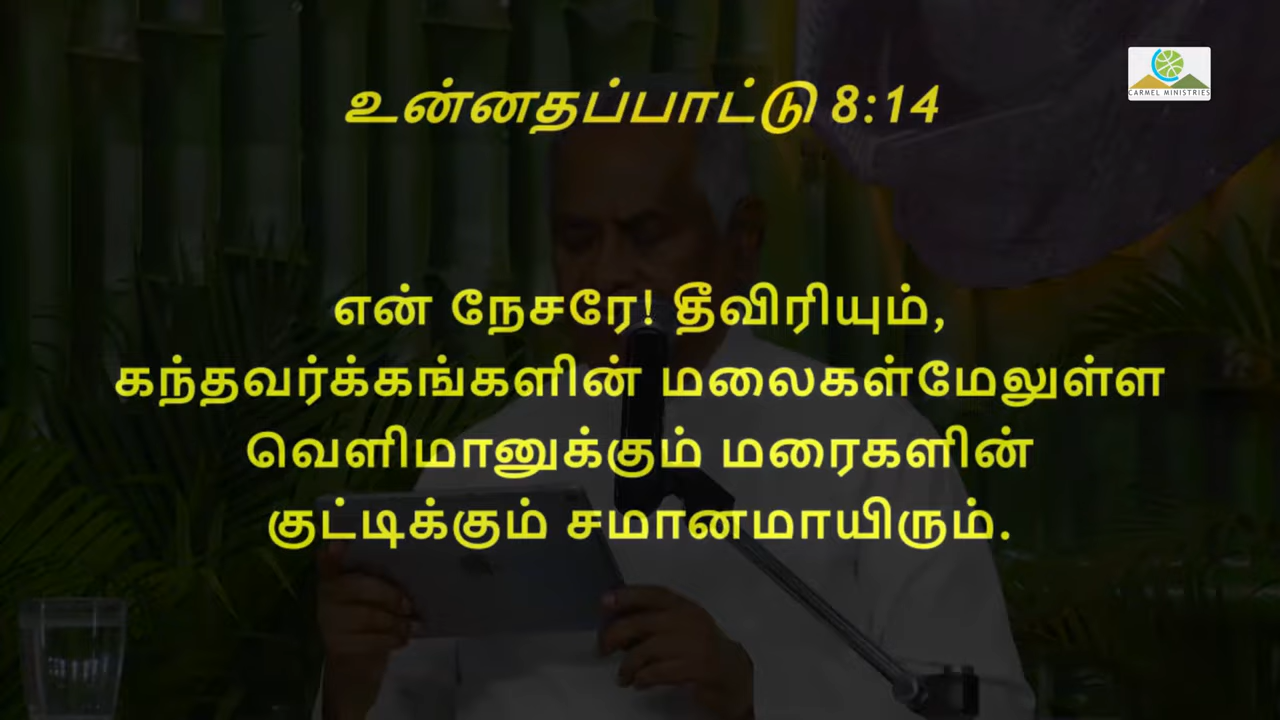 உன்னதப்பாட்டு 8:14
CARMEL MINISTRIES
என் நேசரே! தீவிரியும்,
கந்தவர்க்கங்களின் மலைகள்மேலுள்ள
வெளிமானுக்கும் மரைகளின்
குட்டிக்கும் சமானமாயிரும்.